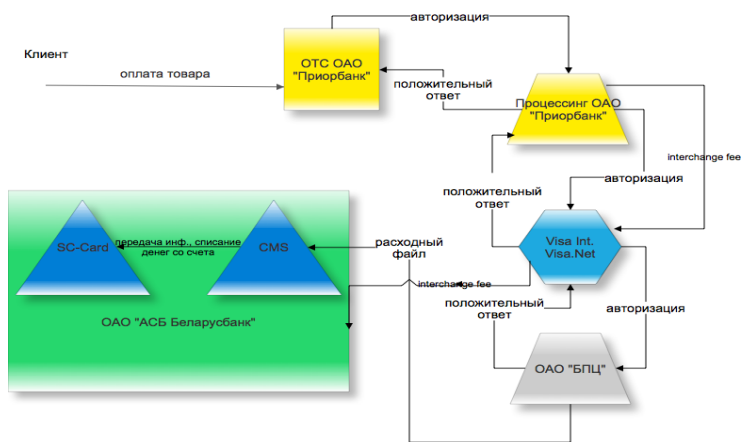 авторизация
Клиент
оплата товара
ОТС ОАО
"Приорбанк"
положительный
ответ
Процессинг ОАО
"Приорбанк"
interchange fee
авторизация
положительный
ответ
SC-Card
передача инф., списание
денег со счета
CMS
расходный
файл
Visa Int.
Visa.Net
interchange fee
ОАО "АСБ Беларусбанк"
положительный
ответ
авторизация
ОАО "БПЦ"